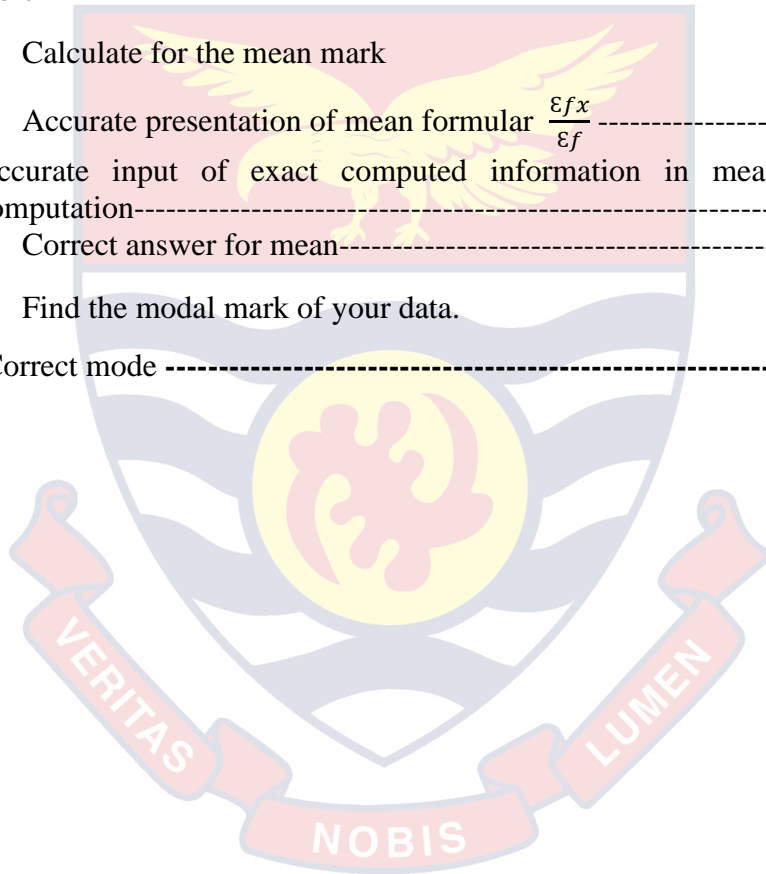 Calculate for the mean mark
Accurate presentation of mean formular Ɛfx/Ɛf -----------------
ccurate input of exact computed information in mea
omputation------------------------------------------------------------
Correct answer for mean----------------------------------------
Find the modal mark of your data.
Correct mode ---------------------------------------------------------
VERITAS
NOBIS
LUMEN